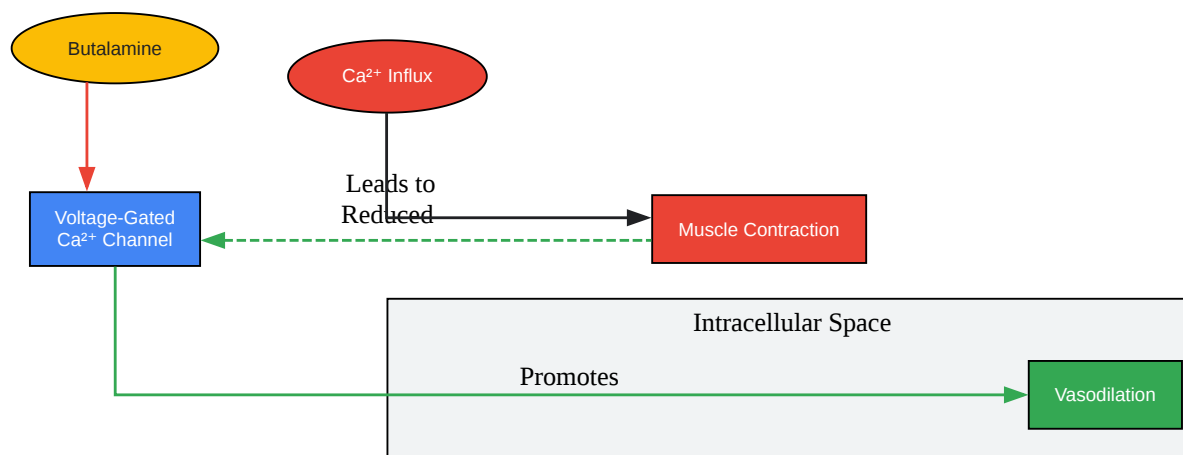 Butalamine
Ca²⁺ Influx
Leads to
Reduced
Voltage-Gated
Ca²⁺ Channel
Muscle Contraction
Intracellular Space
Promotes
Vasodilation